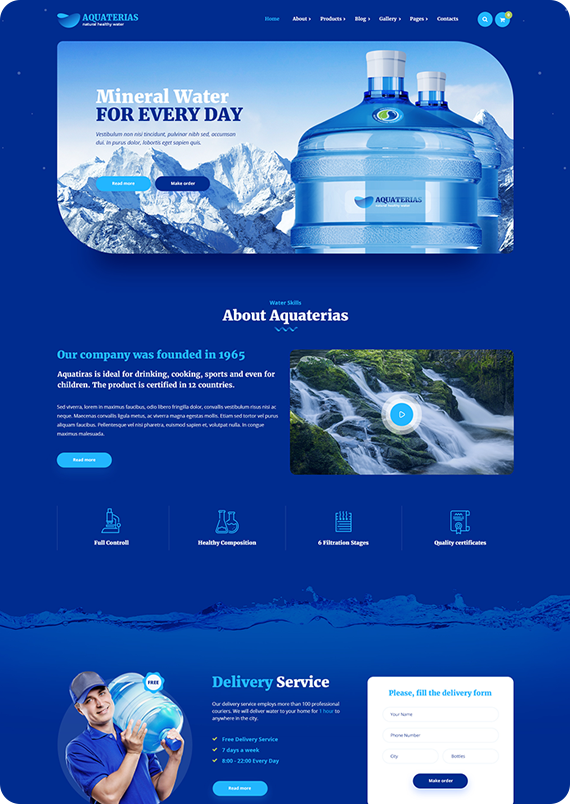 AQUATERIAS
natural healthy water
Home About Products Blog Gallery Pages Contacts
Mineral Water
FOR EVERY DAY
Vestibulum non nisi tincidunt, pulvinar nibh sed, accumsan
dui. In purus dolor, lobortis eget sapien quis.
Read more Make order
AQUATERIAS
natural healthy water
Water Skills
About Aquaterias
Our company was founded in 1965
Aquatiras is ideal for drinking, cooking, sports and even for
children. The product is certified in 12 countries.
Sed viverra, lorem in maximus faucibus, odio libero fringilla dolor, convallis vestibulum risus nisi ac
neque. Maecenas convallis ligula metus, ac viverra magna egestas mollis. Etiam sed tortor vel purus
aliquam faucibus. Pellentesque vel nisi pharetra, euismod sapien et, volutpat nulla. In congue
maximus malesuada.
Read more
Full Controll
Healthy Composition
6 Filtration Stages
Quality certificates
FREE
Delivery Service
Our delivery service employs more than 100 professional
couriers. We will deliver water to your home for 1 hour to
anywhere in the city.
Free Delivery Service
7 days a week
8:00 - 22:00 Every Day
Read more
Please, fill the delivery form
Your Name
Phone Number
City Bottles
Make order